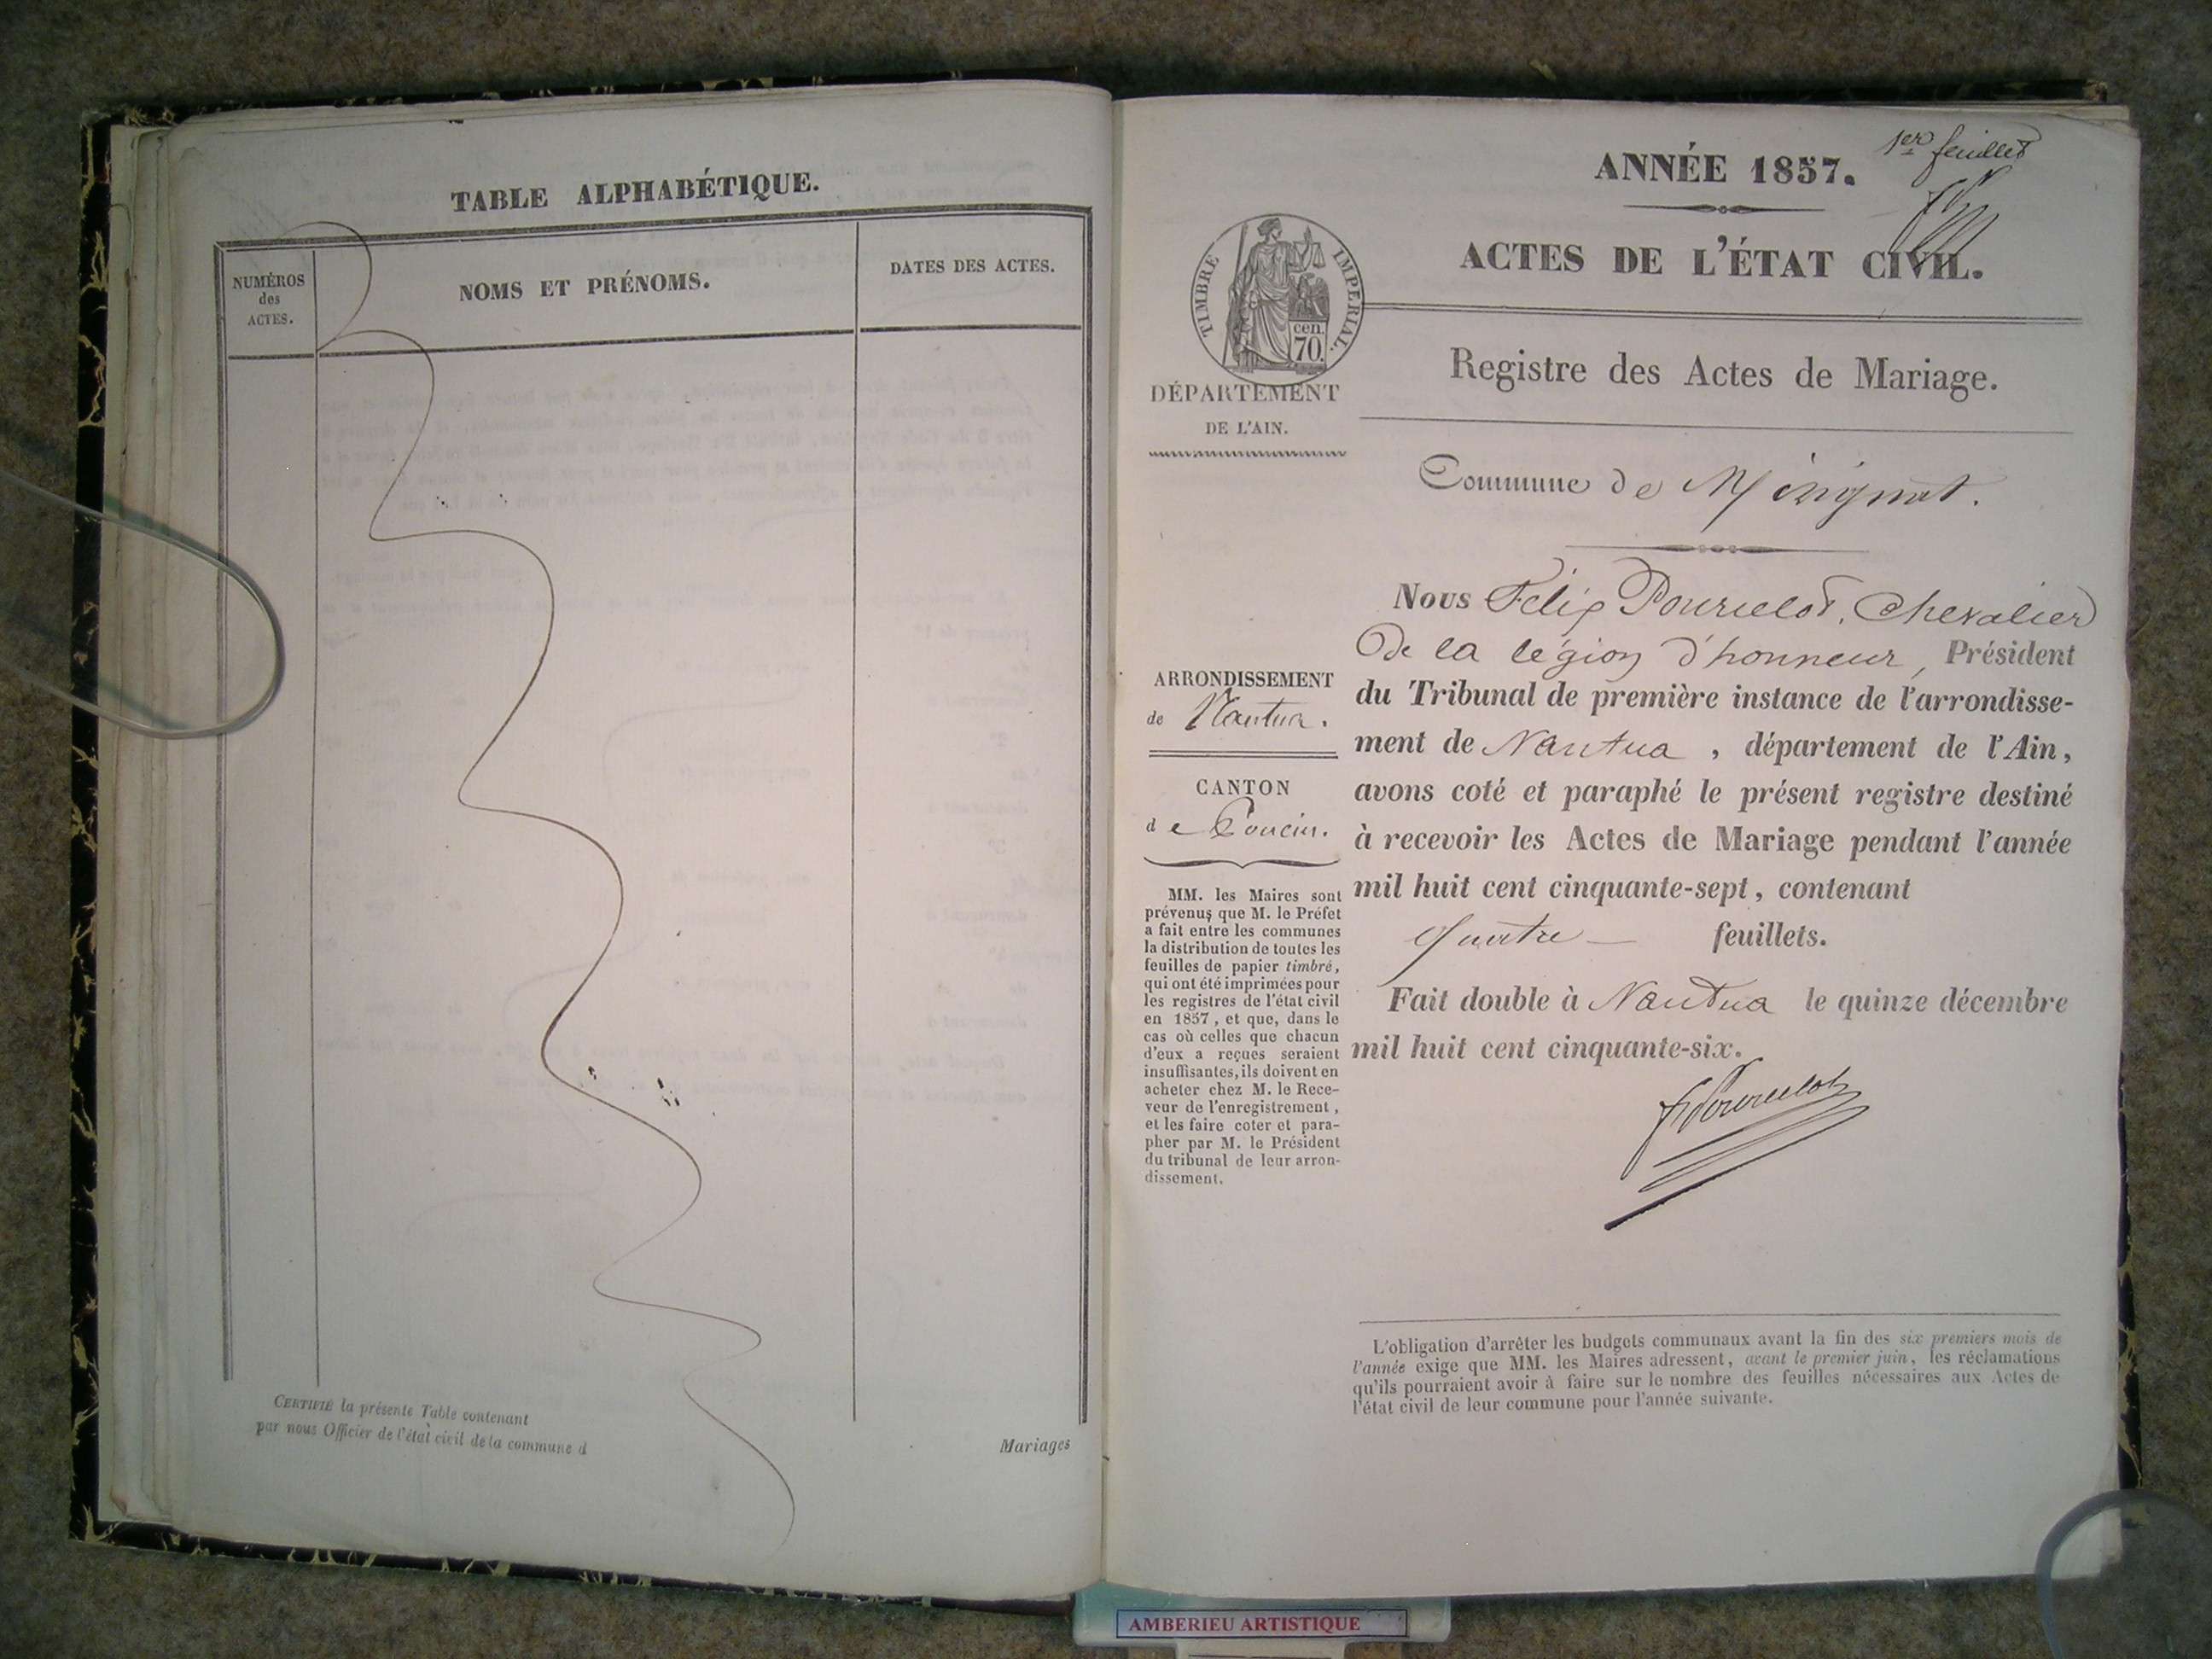 TABLE ALPHABÉTIQUE.
NUMÉROS
des
ACTES.
NOMS ET PRÉNOMS.
DATES DES ACTES.
CERTIFIÉ la présente Table contenant
par nous Officier de l'état civil de la commune d
Mariages
1er feuillet
ANNÉE 1857.
ACTES DE L'ÉTAT CIVIL.
TIMBRE IMPERIAL.
cen.
70.
DÉPARTEMENT
DE L'AIN.
Registre des Actes de Mariage.
Commune de Mérignat.
ARRONDISSEMENT
de Nantua.
CANTON
de Poncin.
MM. les Maires sont
prévenus que M. le Préfet
a fait entre les communes
la distribution de toutes les
feuilles de papier timbré,
qui ont été imprimées pour
les registres de l'état civil
en 1857, et que, dans le
cas où celles que chacun
d'eux a reçues seraient
insuffisantes, ils doivent en
acheter chez M. le Rece-
veur de l'enregistrement,
et les faire coter et para-
pher par M. le Président
du tribunal de leur arron-
dissement.
Nous Félix Pourcelot, Chevalier
De la légion d'honneur, Président
du Tribunal de première instance de l'arrondisse-
ment de Nantua, département de l'Ain,
avons coté et paraphé le présent registre destiné
à recevoir les Actes de Mariage pendant l'année
mil huit cent cinquante-sept, contenant
quatre feuillets.
Fait double à Nantua le quinze décembre
mil huit cent cinquante-six.
F Pourcelot
L'obligation d'arrêter les budgets communaux avant la fin des six premiers mois de
l'année exige que MM. les Maires adressent, avant le premier juin, les réclamations
qu'ils pourraient avoir à faire sur le nombre des feuilles nécessaires aux Actes de
l'état civil de leur commune pour l'année suivante.
AMBERIEU ARTISTIQUE